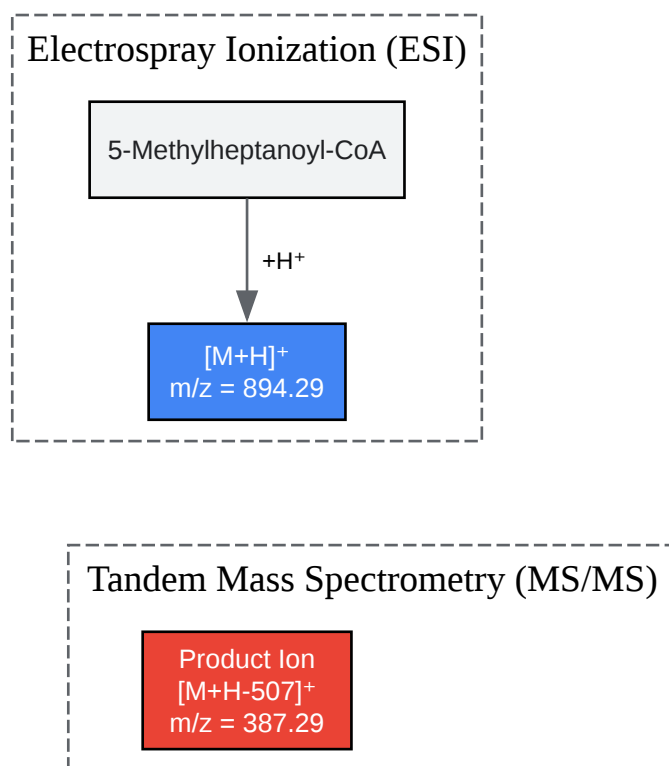 Electrospray Ionization (ESI)
5-Methylheptanoyl-CoA
+H⁺
[M+H]⁺
m/z = 894.29
Tandem Mass Spectrometry (MS/MS)
Product Ion
[M+H-507]⁺
m/z = 387.29